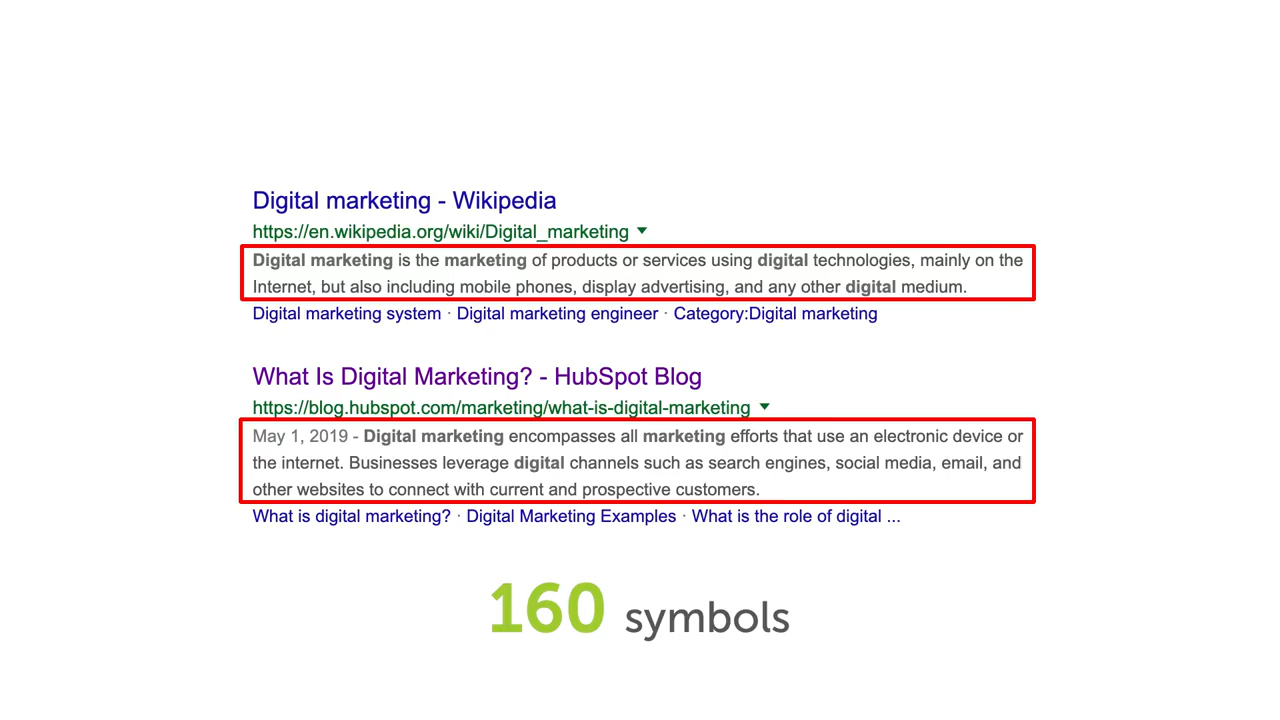 Digital marketing - Wikipedia
https://en.wikipedia.org/wiki/Digital_marketing
Digital marketing is the marketing of products or services using digital technologies, mainly on the
Internet, but also including mobile phones, display advertising, and any other digital medium.
Digital marketing system · Digital marketing engineer · Category:Digital marketing
What Is Digital Marketing? - HubSpot Blog
https://blog.hubspot.com/marketing/what-is-digital-marketing
May 1, 2019 - Digital marketing encompasses all marketing efforts that use an electronic device or
the internet. Businesses leverage digital channels such as search engines, social media, email, and
other websites to connect with current and prospective customers.
What is digital marketing? · Digital Marketing Examples · What is the role of digital ...
160 symbols